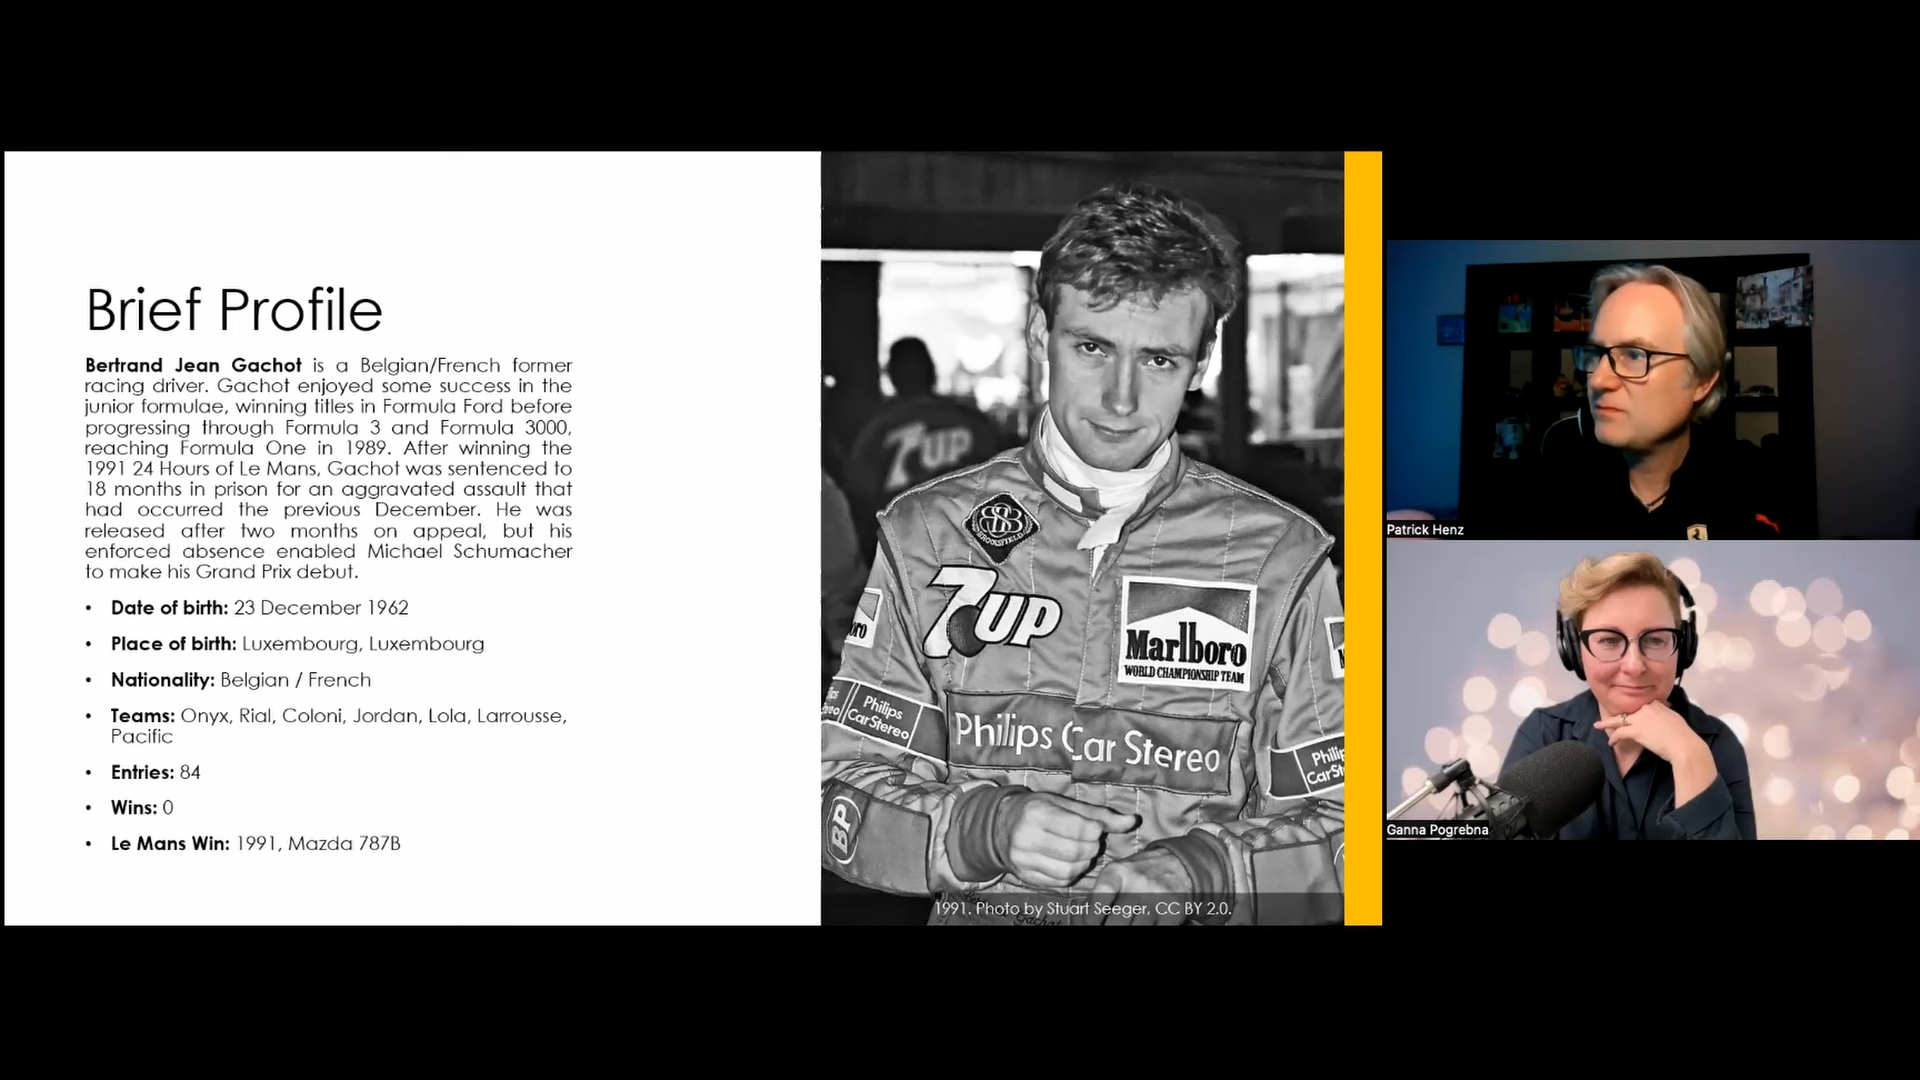 Brief Profile
Bertrand Jean Gachot is a Belgian/French former
racing driver. Gachot enjoyed some success in the
junior formulae, winning titles in Formula Ford before
progressing through Formula 3 and Formula 3000,
reaching Formula One in 1989. After winning the
1991 24 Hours of Le Mans, Gachot was sentenced to
18 months in prison for an aggravated assault that
had occurred the previous December. He was
released after two months on appeal, but his
enforced absence enabled Michael Schumacher
to make his Grand Prix debut.
• Date of birth: 23 December 1962
• Place of birth: Luxembourg, Luxembourg
• Nationality: Belgian / French
• Teams: Onyx, Rial, Coloni, Jordan, Lola, Larrousse,
Pacific
• Entries: 84
• Wins: 0
• Le Mans Win: 1991, Mazda 787B
7UP
BROOKSFIELD
7UP
Marlboro
WORLD CHAMPIONSHIP TEAM
Philips
Car Stereo
Philips Car Stereo
BP
1991. Photo by Stuart Seeger, CC BY 2.0.
Patrick Henz
Ganna Pogrebna